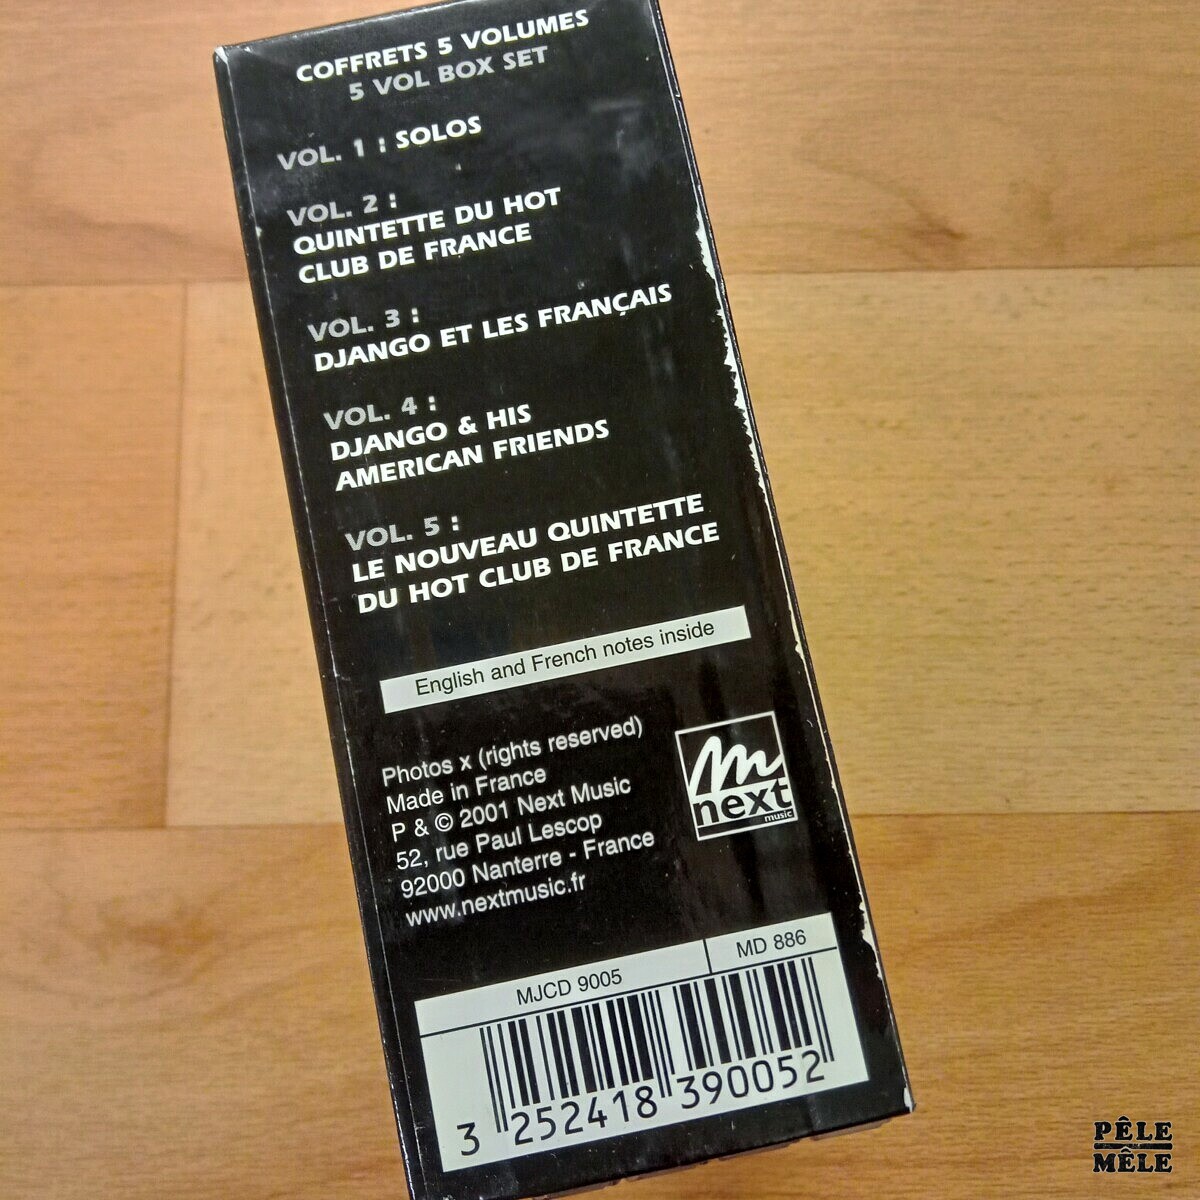 COFFRETS 5 VOLUMES
5 VOL BOX SET
VOL. 1 : SOLOS
VOL. 2 :
QUINTETTE DU HOT
CLUB DE FRANCE
VOL. 3 :
DJANGO ET LES FRANÇAIS
VOL. 4 :
DJANGO & HIS
AMERICAN FRIENDS
VOL. 5 :
LE NOUVEAU QUINTETTE
DU HOT CLUB DE FRANCE
English and French notes inside
Photos x (rights reserved)
Made in France
P & © 2001 Next Music
52, rue Paul Lescop
92000 Nanterre - France
www.nextmusic.fr
next
music
MJCD 9005
MD 886
3 252418 390052
PÊLE
MÊLE